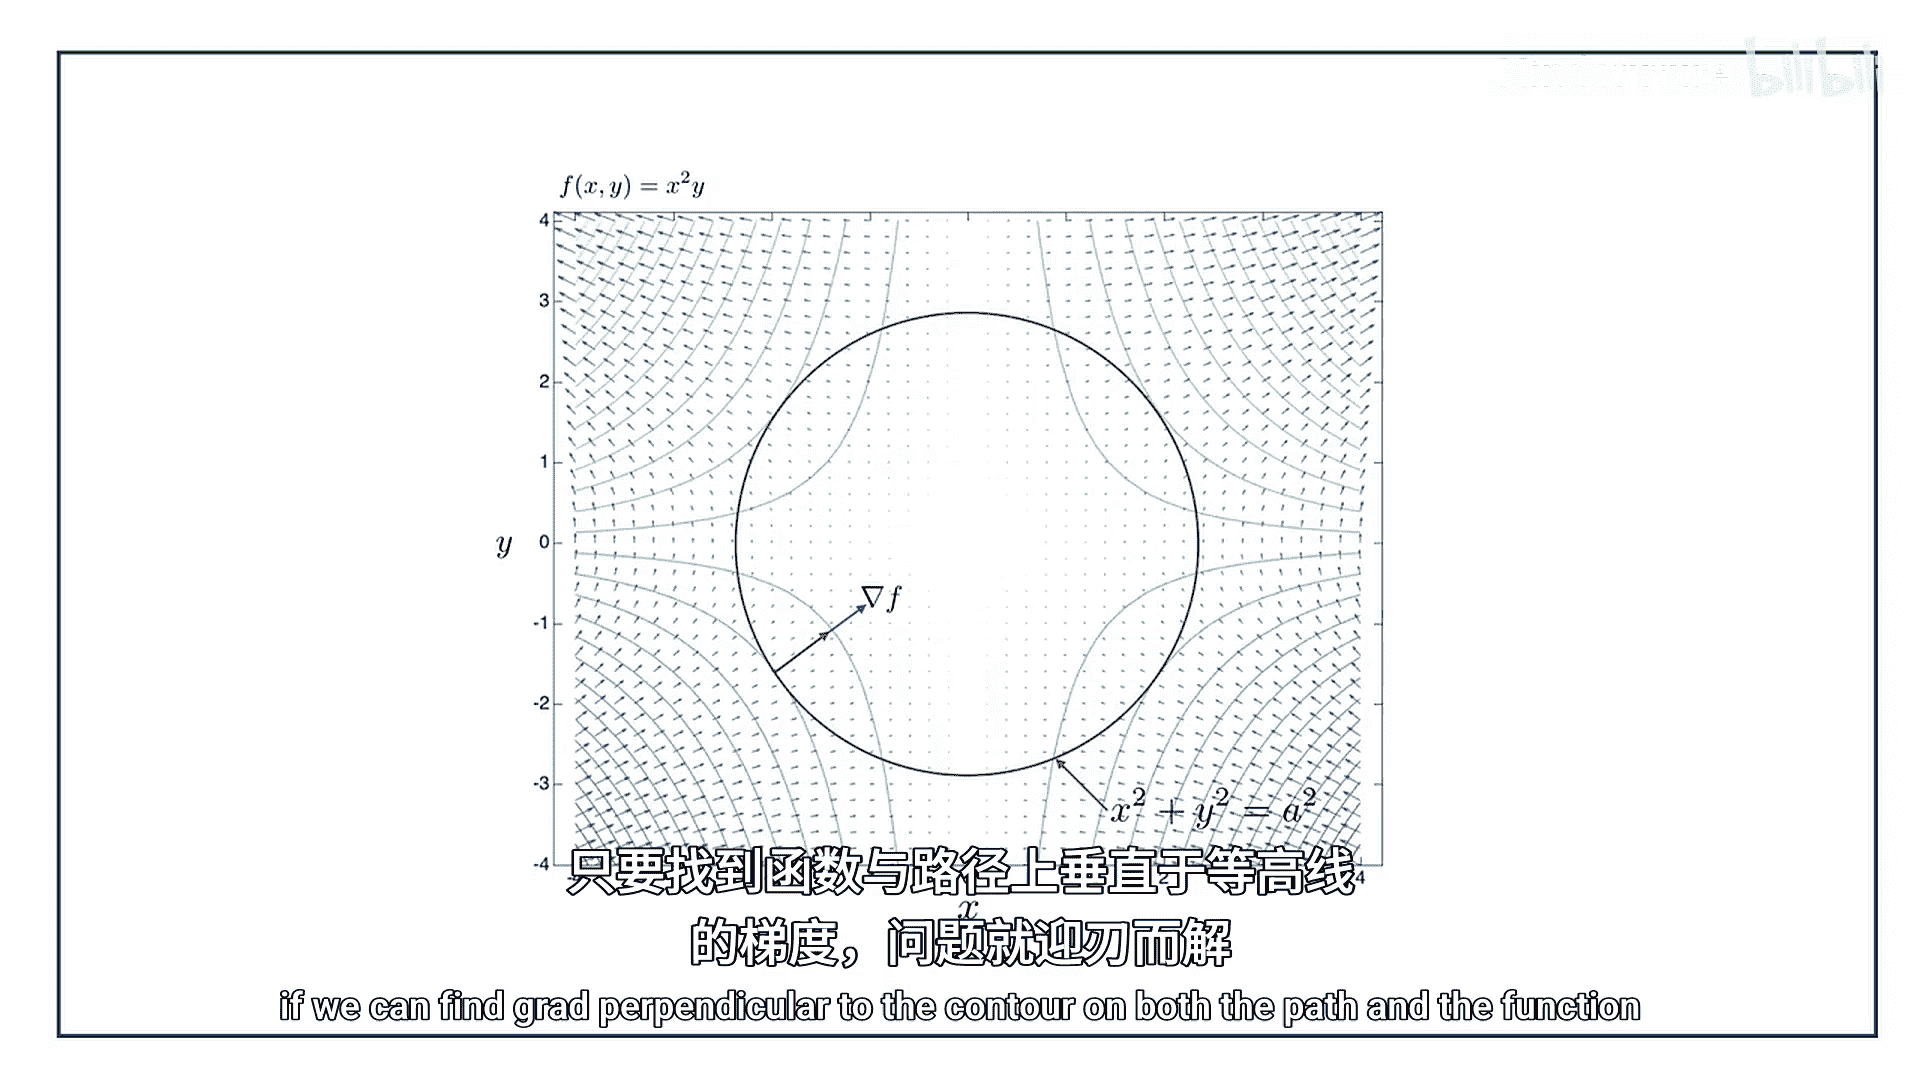 bilibili
f(x, y) = x²y
4
3
2
1
y 0
-1
∇f
-2
-3
x² + y² = a²
-4
4
只要找到函数与路径上垂直于等高线
x
的梯度，问题就迎刃而解
if we can find grad perpendicular to the contour on both the path and the function